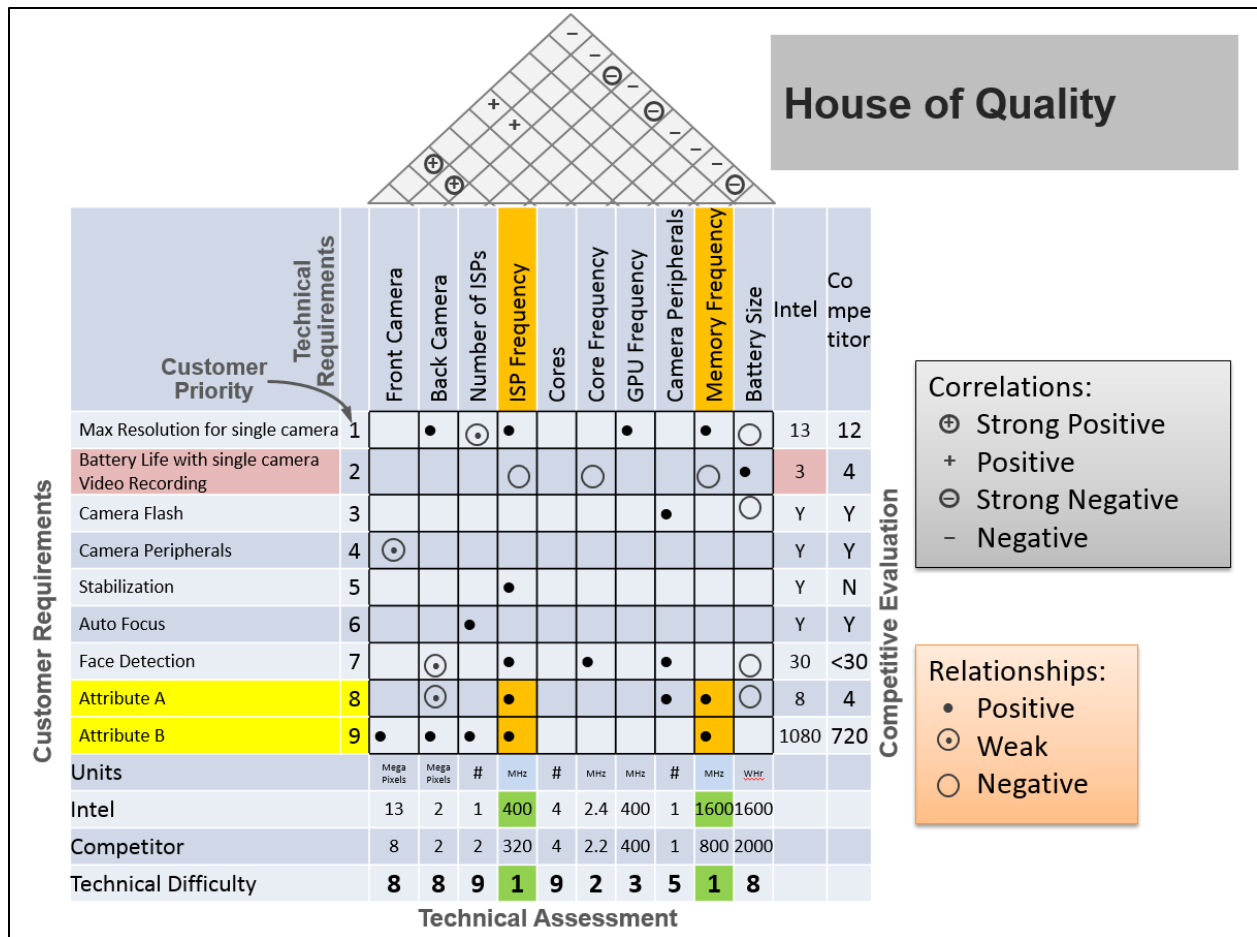 House of Quality
Technical
Requirements
Customer
Priority
Front Camera
Back Camera
Number of ISPs
ISP Frequency
Cores
Core Frequency
GPU Frequency
Camera Peripherals
Memory Frequency
Battery Size
Intel
Co
mpe
titor
Customer Requirements
Max Resolution for single camera 1 13 12
Battery Life with single camera
Video Recording 2 3 4
Camera Flash 3 Y Y
Camera Peripherals 4 Y Y
Stabilization 5 Y N
Auto Focus 6 Y Y
Face Detection 7 30 <30
Attribute A 8 8 4
Attribute B 9 1080 720
Competitive Evaluation
Units Mega Pixels Mega Pixels # MHz # MHz MHz # MHz WHr
Intel 13 2 1 400 4 2.4 400 1 1600 1600
Competitor 8 2 2 320 4 2.2 400 1 800 2000
Technical Difficulty 8 8 9 1 9 2 3 5 1 8
Technical Assessment
Correlations:
Strong Positive
+ Positive
Strong Negative
– Negative
Relationships:
• Positive
Weak
Negative